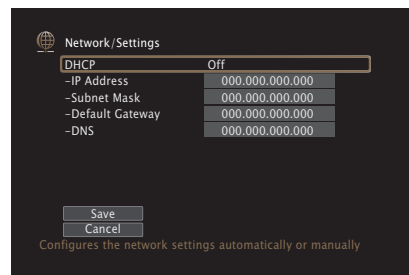 Network/Settings
DHCP Off
-IP Address 000.000.000.000
-Subnet Mask 000.000.000.000
-Default Gateway 000.000.000.000
-DNS 000.000.000.000
Save
Cancel
Configures the network settings automatically or manually